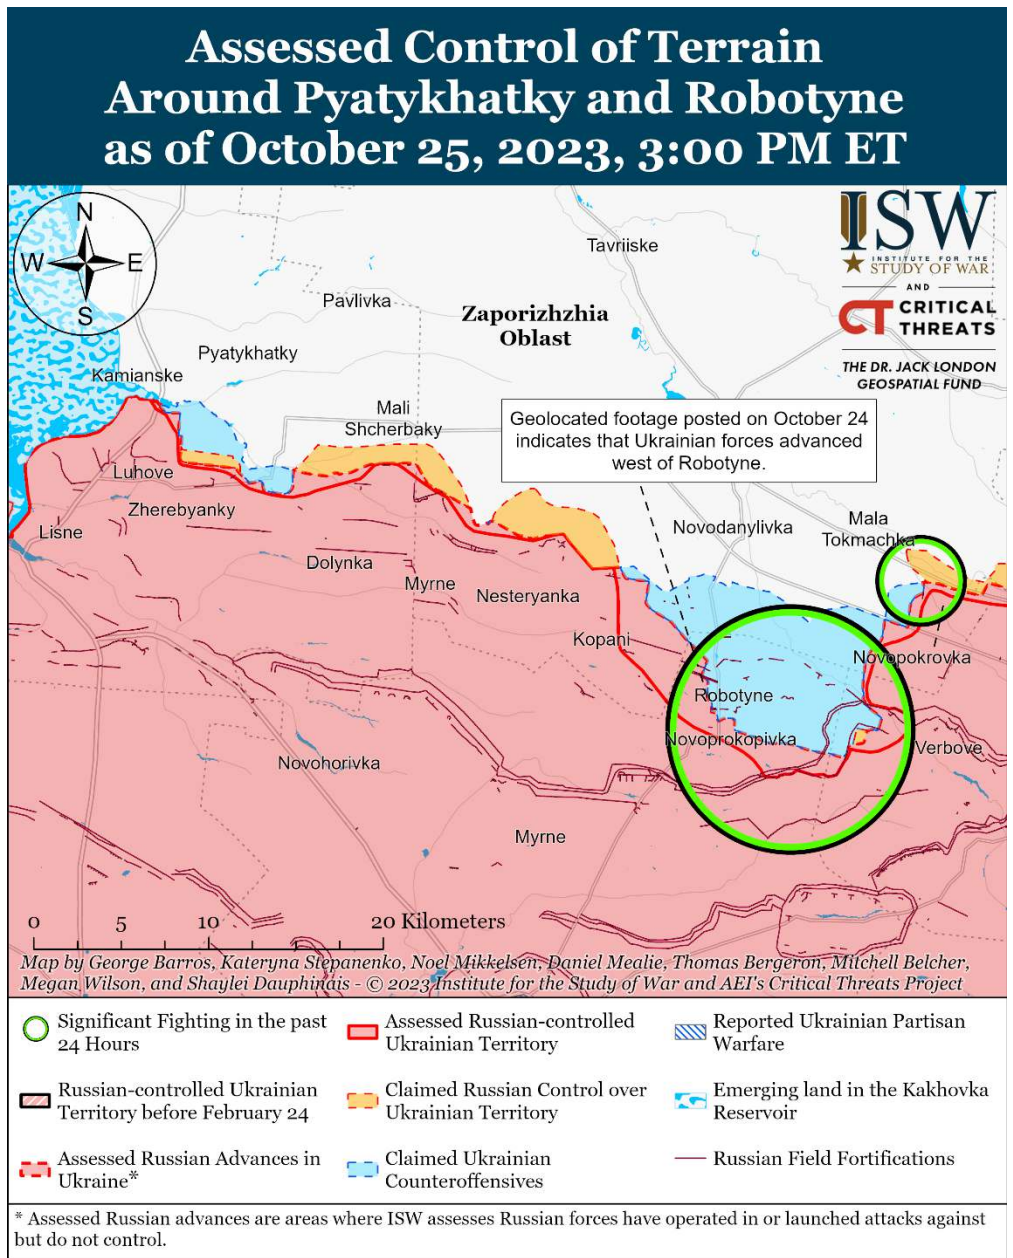 Assessed Control of Terrain
Around Pyatykhatky and Robotyne
as of October 25, 2023, 3:00 PM ET
N
W
E
S
ISW
INSTITUTE FOR THE
STUDY OF WAR
AND
CT CRITICAL
THREATS
THE DR. JACK LONDON
GEOSPATIAL FUND
Tavriiske
Pavlivka
Zaporizhzhia
Oblast
Pyatykhatky
Kamianske
Mali
Shcherbaky
Geolocated footage posted on October 24
indicates that Ukrainian forces advanced
west of Robotyne.
Luhove
Zherebyanky
Lisne
Novodanylivka
Mala
Tokmachka
Dolynka
Myrne
Nesteryanka
Kopani
Novopokrovka
Robotyne
Novoprokopivka
Verbove
Novohorivka
Myrne
0 5 10 20 Kilometers
Map by George Barros, Kateryna Stepanenko, Noel Mikkelsen, Daniel Mealie, Thomas Bergeron, Mitchell Belcher,
Megan Wilson, and Shaylei Dauphinais - © 2023 Institute for the Study of War and AEI's Critical Threats Project
Significant Fighting in the past
24 Hours
Assessed Russian-controlled
Ukrainian Territory
Reported Ukrainian Partisan
Warfare
Russian-controlled Ukrainian
Territory before February 24
Claimed Russian Control over
Ukrainian Territory
Emerging land in the Kakhovka
Reservoir
Assessed Russian Advances in
Ukraine*
Claimed Ukrainian
Counteroffensives
Russian Field Fortifications
* Assessed Russian advances are areas where ISW assesses Russian forces have operated in or launched attacks against
but do not control.